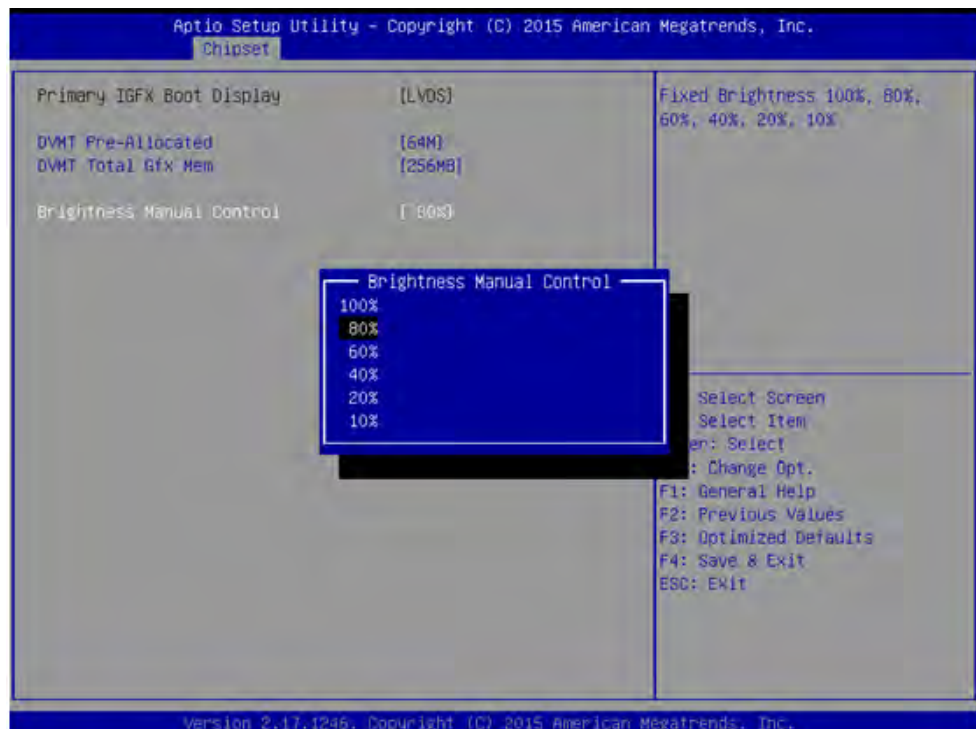 Aptio Setup Utility – Copyright (C) 2015 American Megatrends, Inc.
Chipset
Primary IGFX Boot Display [LVDS]
DVMT Pre-Allocated [64M]
DVMT Total Gfx Mem [256MB]
Brightness Manual Control [ 80%]
Fixed Brightness 100%, 80%,
60%, 40%, 20%, 10%
Brightness Manual Control
100%
80%
60%
40%
20%
10%
Select Screen
Select Item
er: Select
: Change Opt.
F1: General Help
F2: Previous Values
F3: Optimized Defaults
F4: Save & Exit
ESC: Exit
Version 2.17.1246. Copyright (C) 2015 American Megatrends, Inc.